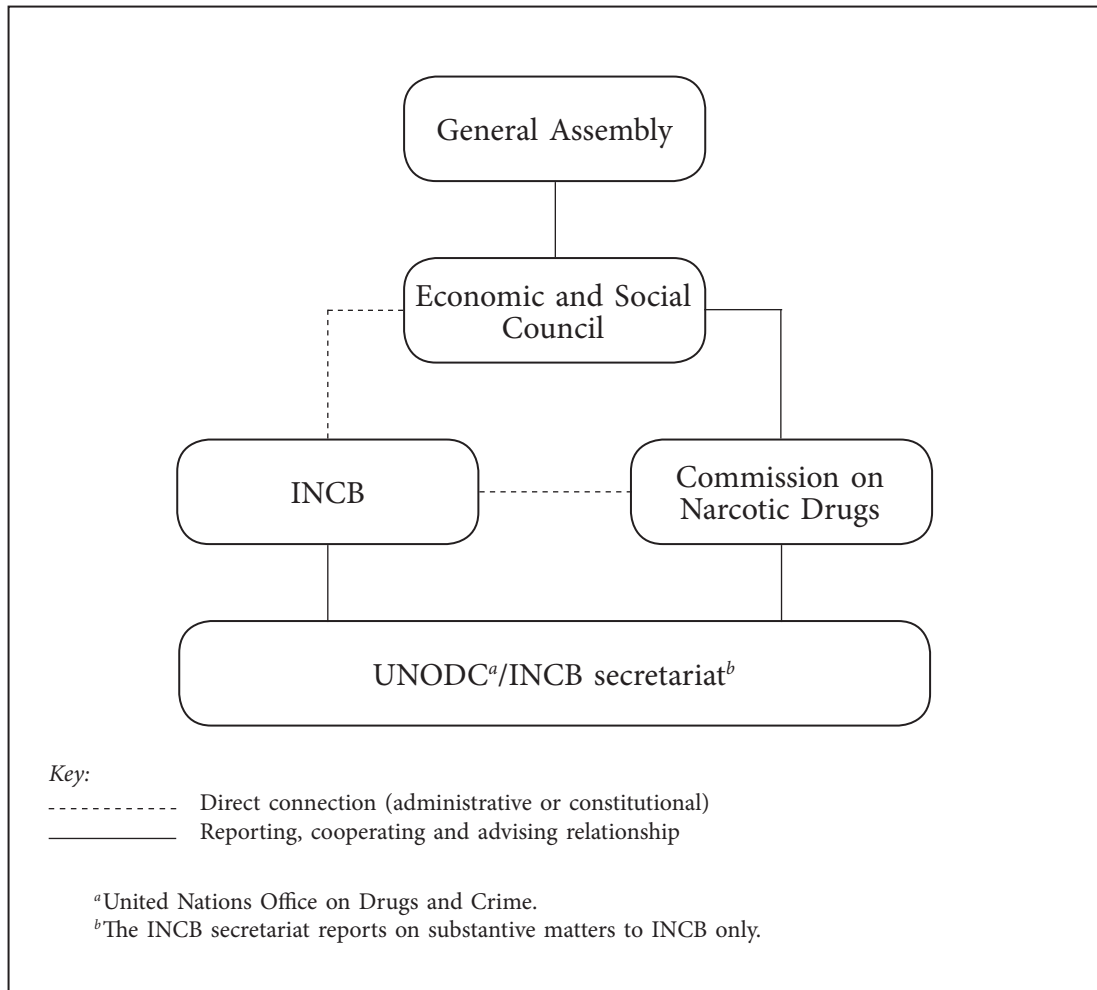 General Assembly
Economic and Social
Council
INCB
Commission on
Narcotic Drugs
UNODCᵃ/INCB secretariatᵇ
Key:
Direct connection (administrative or constitutional)
Reporting, cooperating and advising relationship
ᵃUnited Nations Office on Drugs and Crime.
ᵇThe INCB secretariat reports on substantive matters to INCB only.